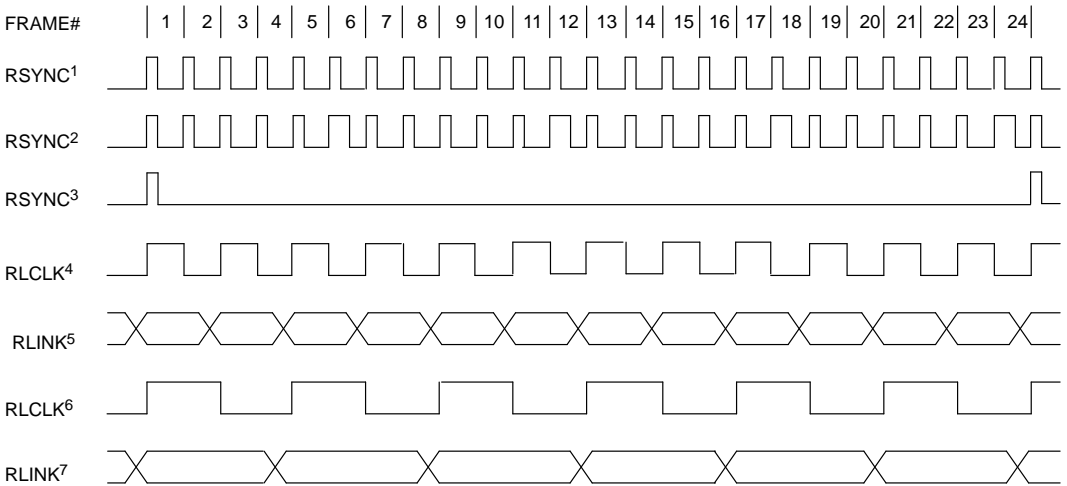 FRAME# 1 2 3 4 5 6 7 8 9 10 11 12 13 14 15 16 17 18 19 20 21 22 23 24
RSYNC1
RSYNC2
RSYNC3
RLCLK4
RLINK5
RLCLK6
RLINK7